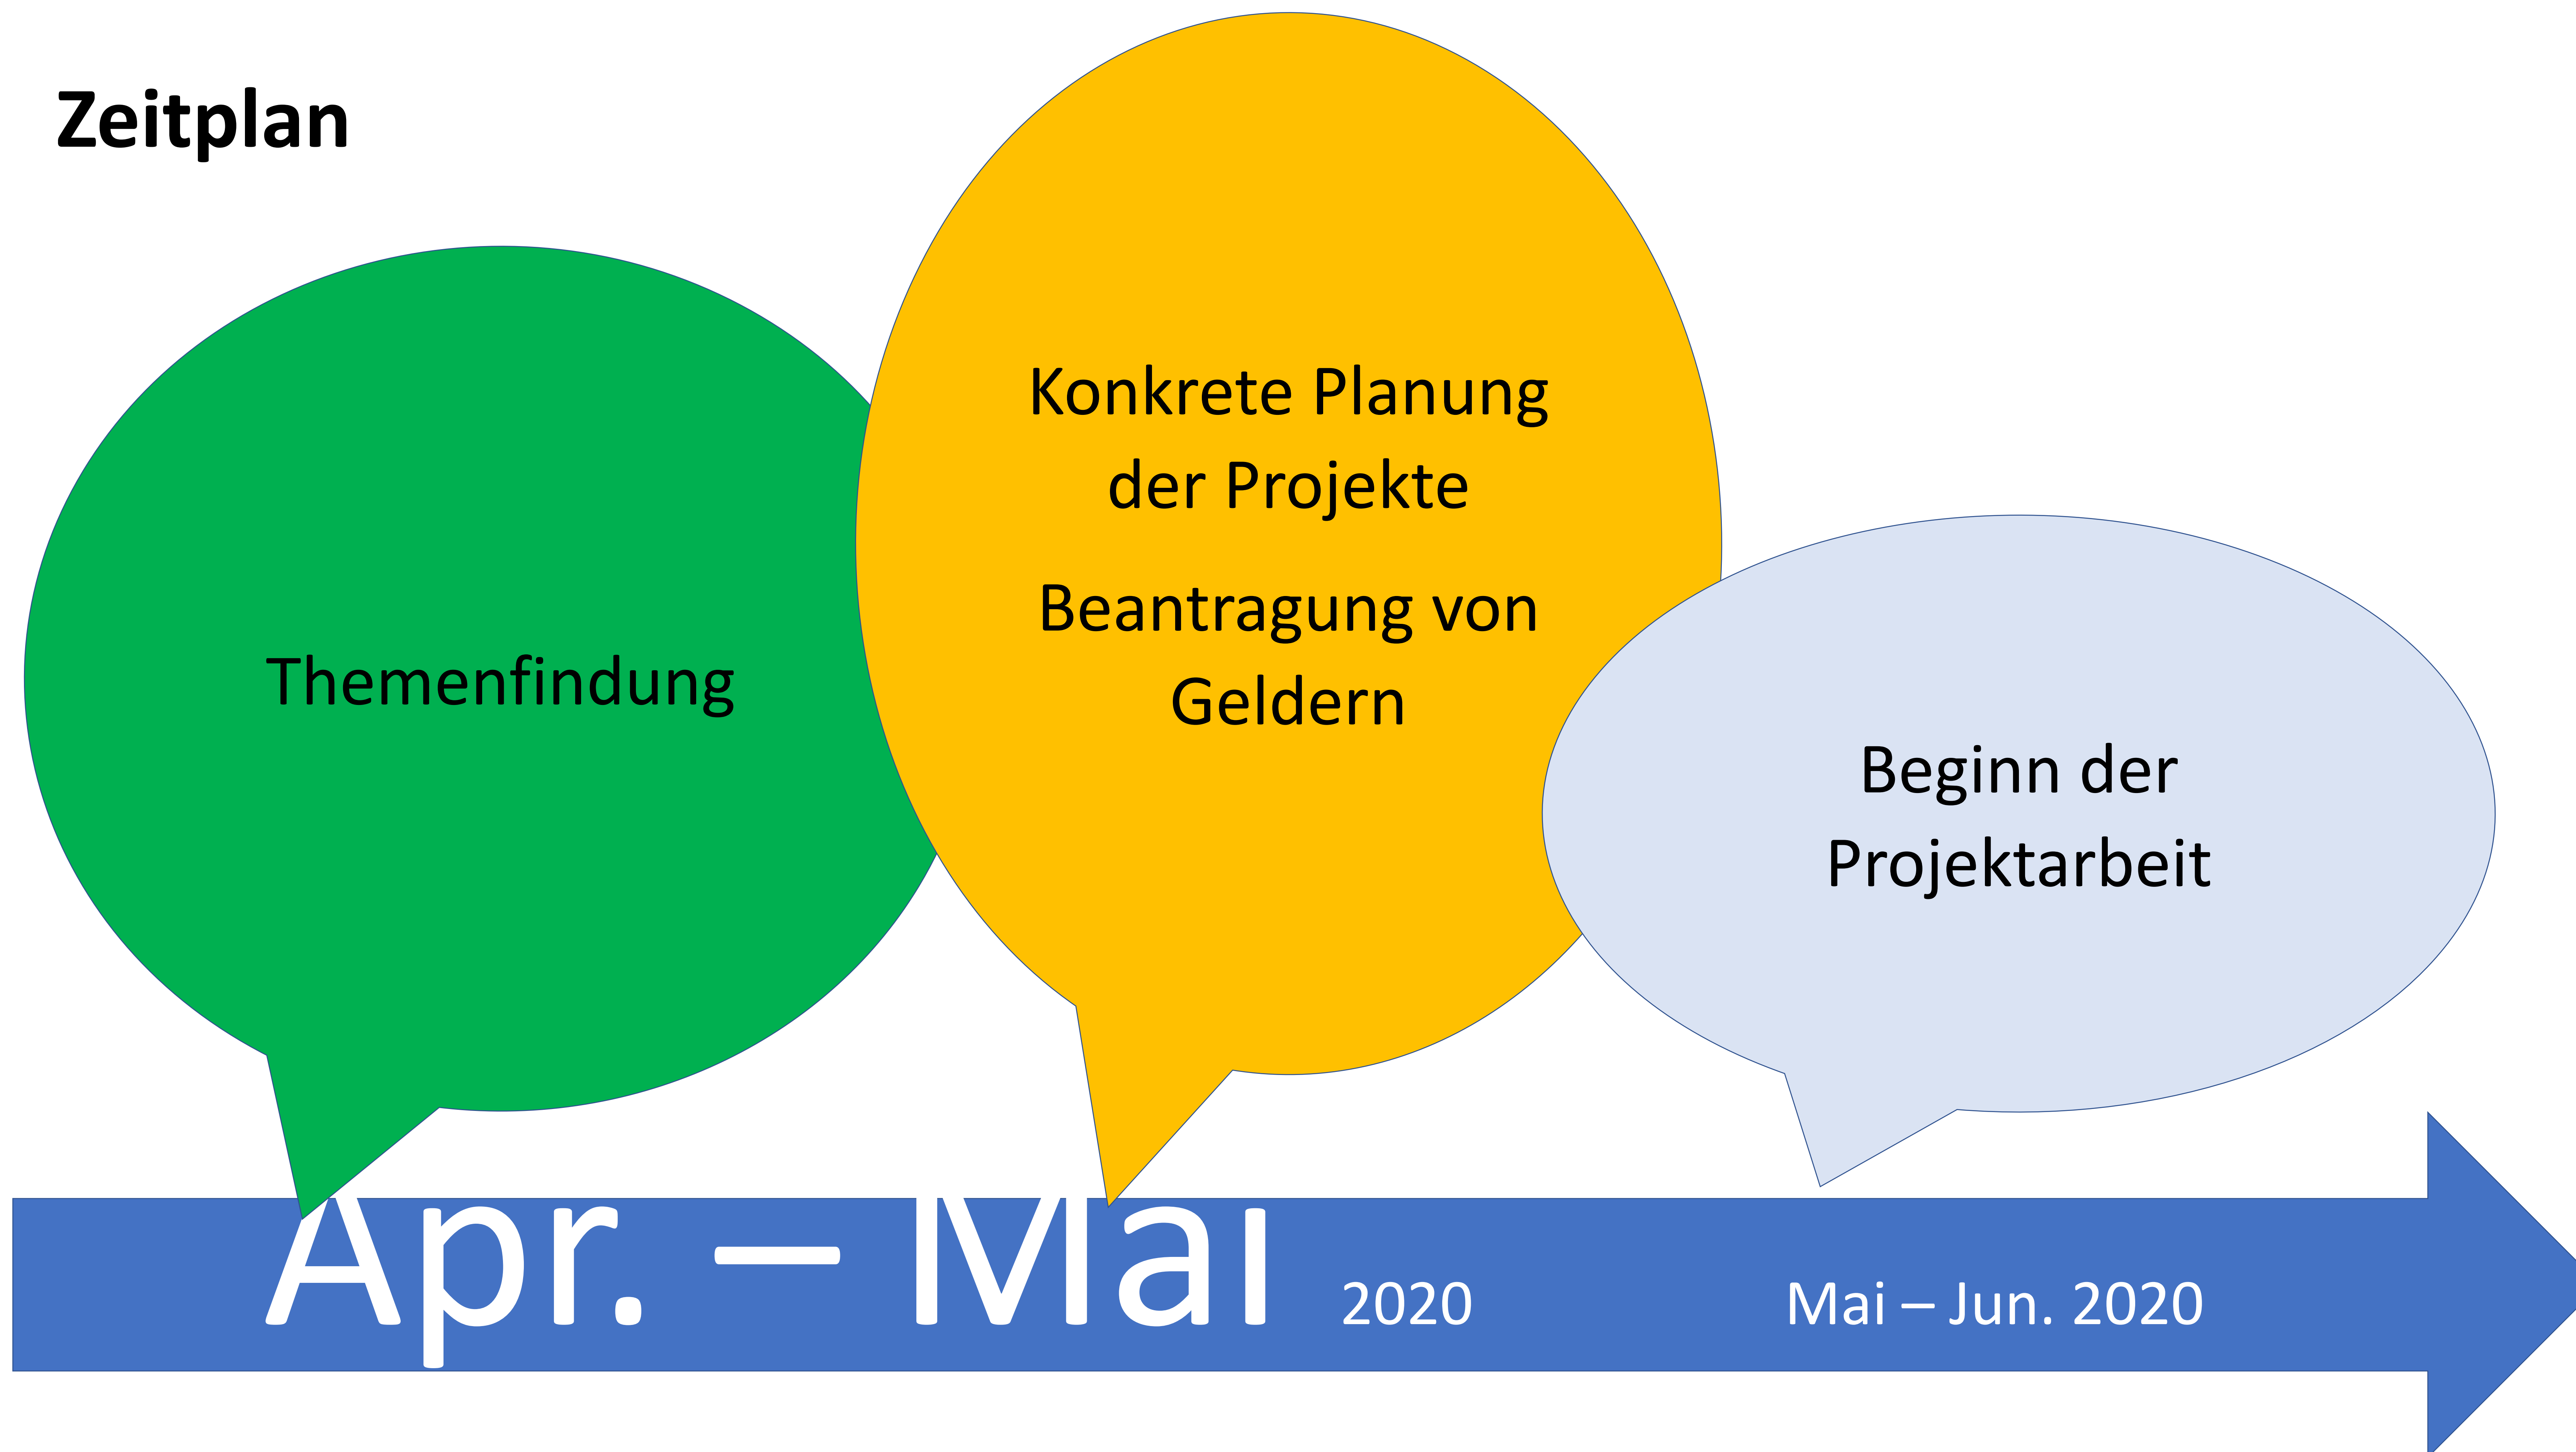 Zeitplan
Themenfindung
Konkrete Planung
der Projekte
Beantragung von
Geldern
Beginn der
Projektarbeit
Apr. – Mai 2020
Mai – Jun. 2020